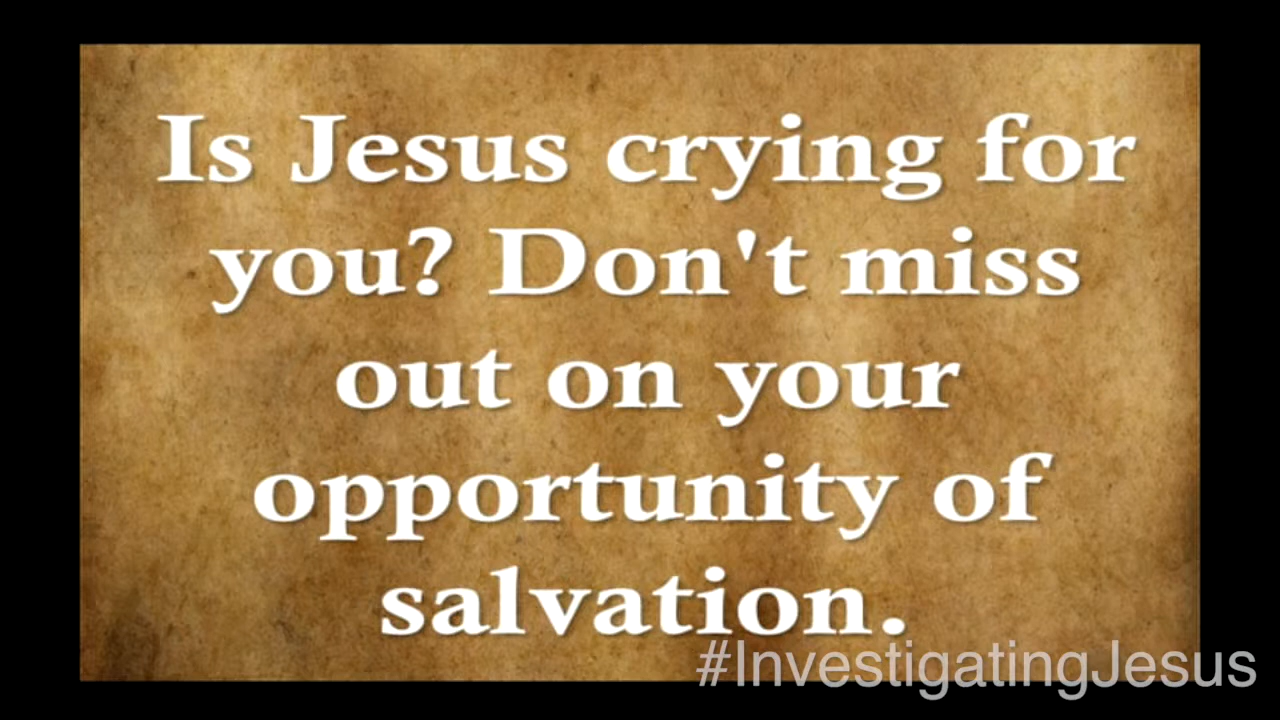 Is Jesus crying for
you? Don't miss
out on your
opportunity of
salvation.
#InvestigatingJesus